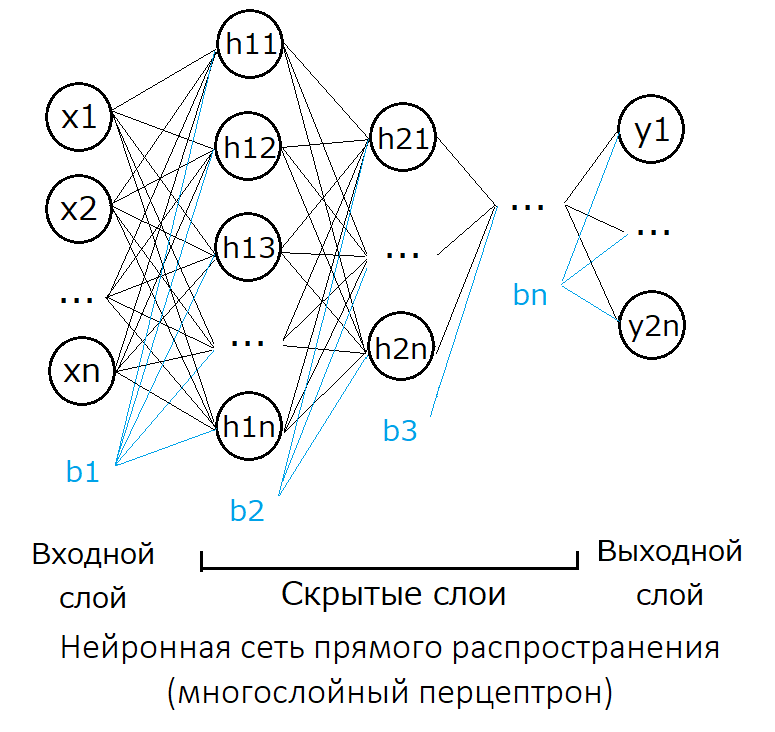 x1
x2
...
xn
b1
h11
h12
h13
...
h1n
b2
h21
...
h2n
b3
...
bn
y1
...
y2n
Входной
слой
Скрытые слои
Выходной
слой
Нейронная сеть прямого распространения
(многослойный перцептрон)